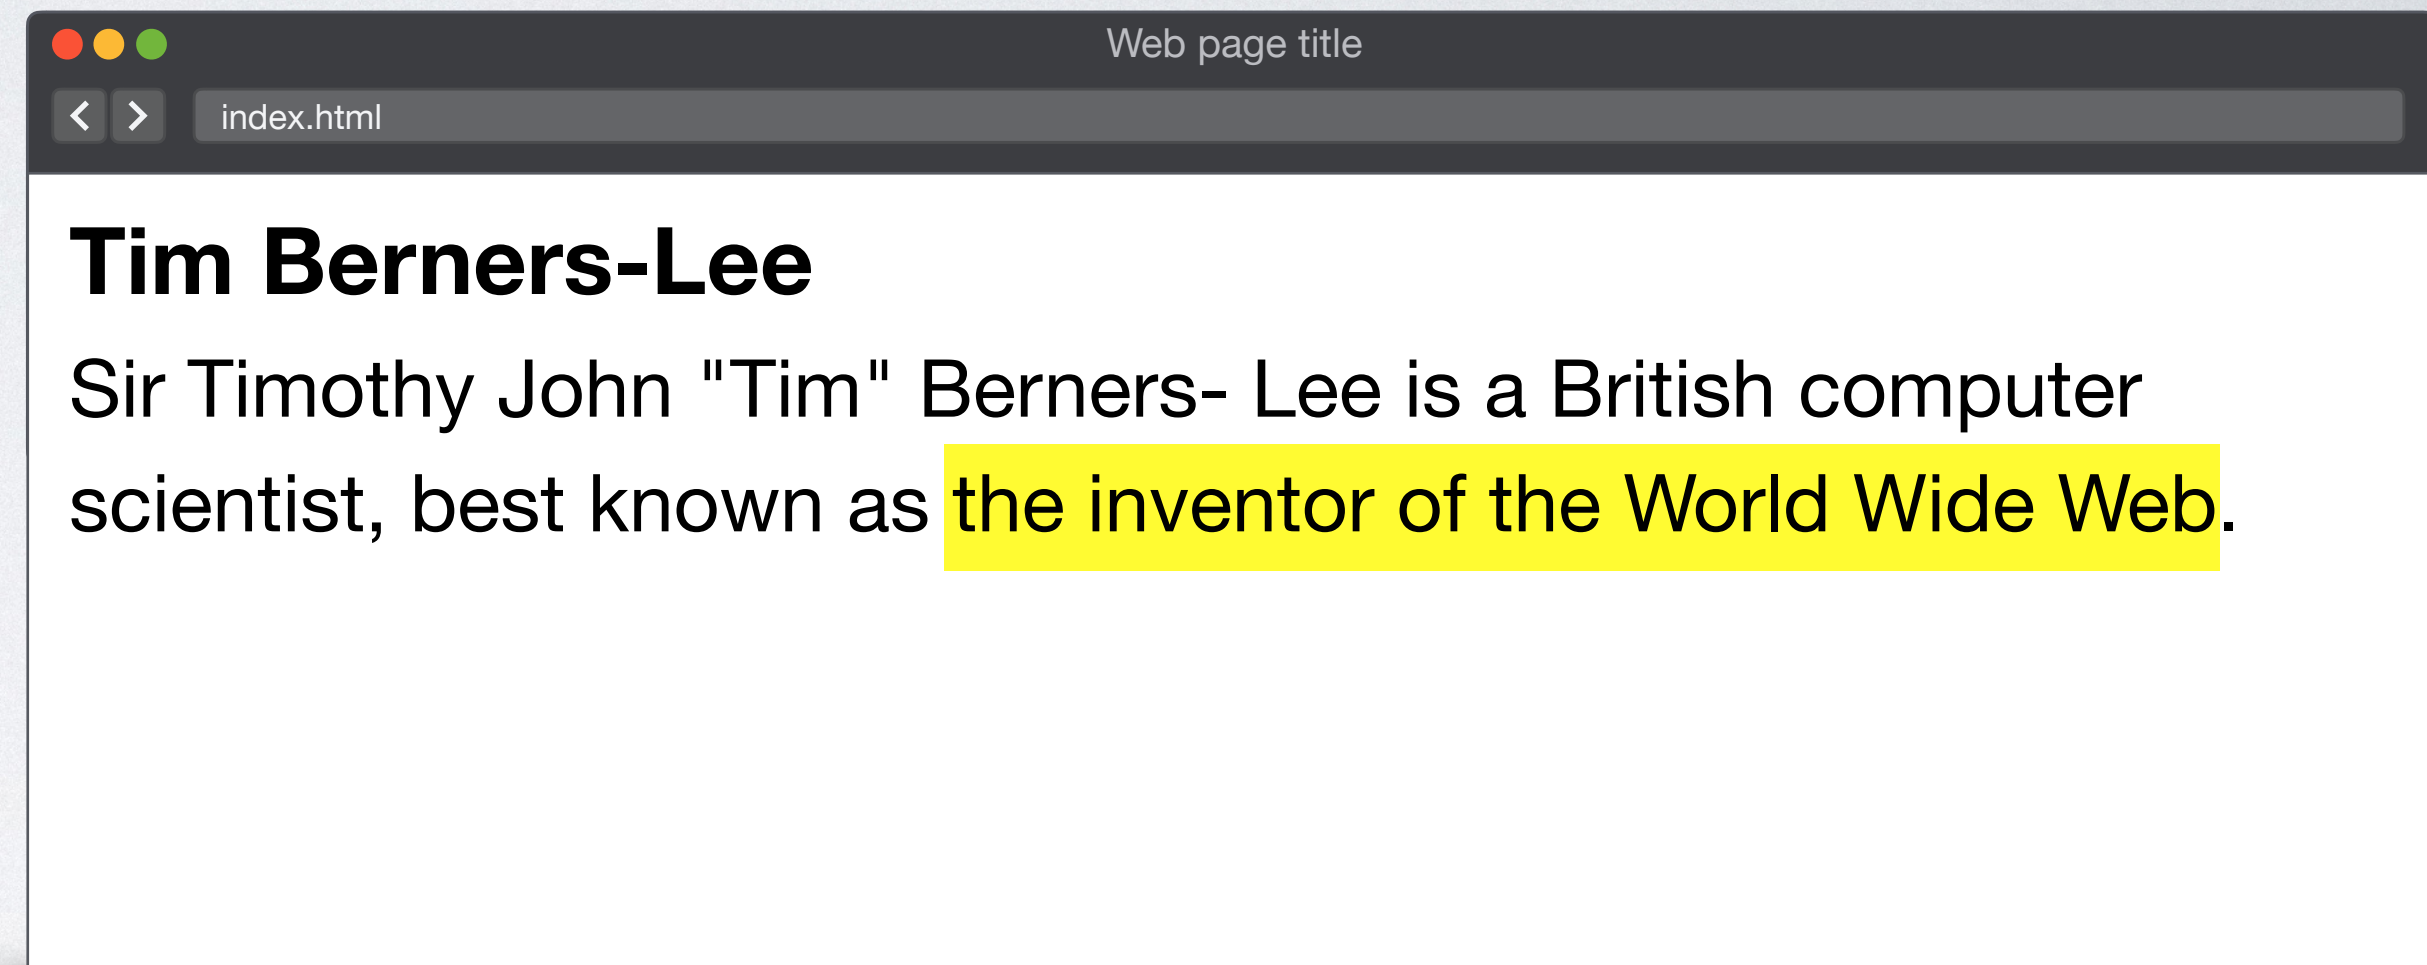 Web page title
index.html
Tim Berners-Lee
Sir Timothy John "Tim" Berners- Lee is a British computer
scientist, best known as the inventor of the World Wide Web.